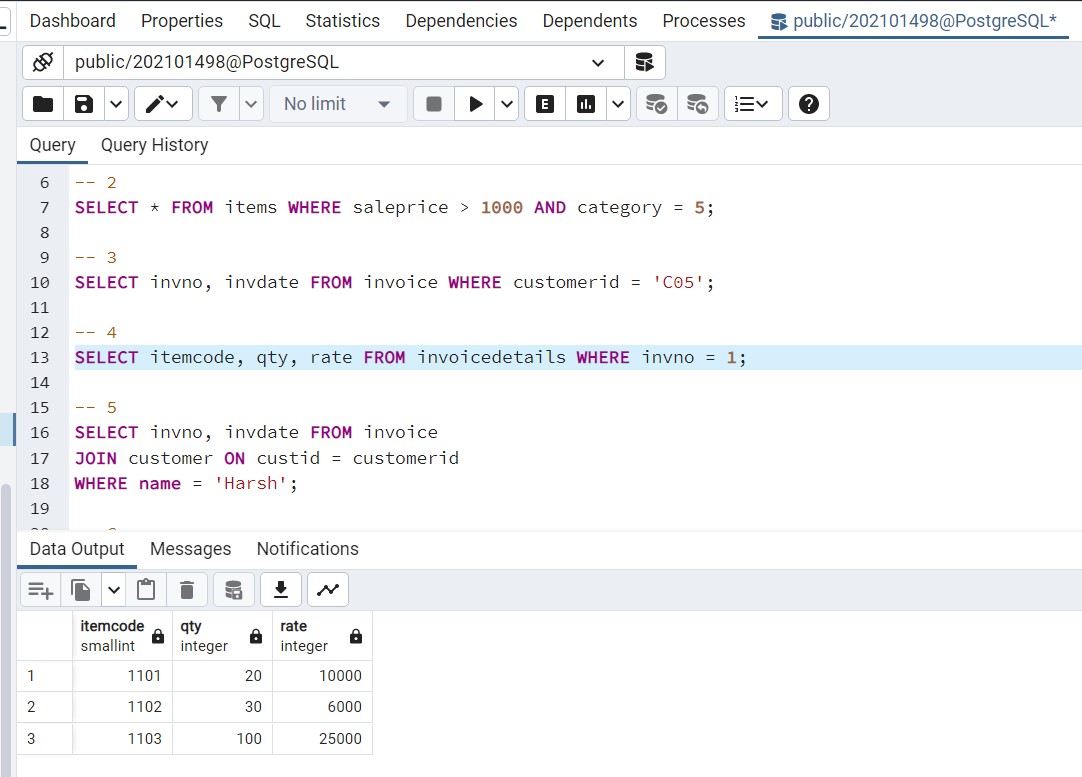 Dashboard Properties SQL Statistics Dependencies Dependents Processes public/202101498@PostgreSQL*
public/202101498@PostgreSQL
No limit
E
Query Query History
6 -- 2
7 SELECT * FROM items WHERE saleprice > 1000 AND category = 5;
8
9 -- 3
10 SELECT invno, invdate FROM invoice WHERE customerid = 'C05';
11
12 -- 4
13 SELECT itemcode, qty, rate FROM invoicedetails WHERE invno = 1;
14
15 -- 5
16 SELECT invno, invdate FROM invoice
17 JOIN customer ON custid = customerid
18 WHERE name = 'Harsh';
19
Data Output Messages Notifications
itemcode qty rate
smallint integer integer
1 1101 20 10000
2 1102 30 6000
3 1103 100 25000